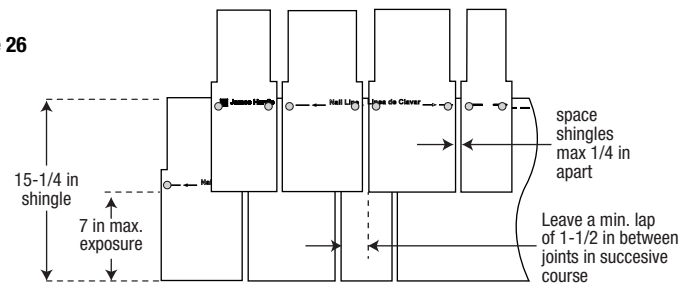 26
James Hardie
Nail Line
Linea de Clavar
space
shingles
max 1/4 in
apart
15-1/4 in
shingle
7 in max.
exposure
Leave a min. lap
of 1-1/2 in between
joints in succesive
course